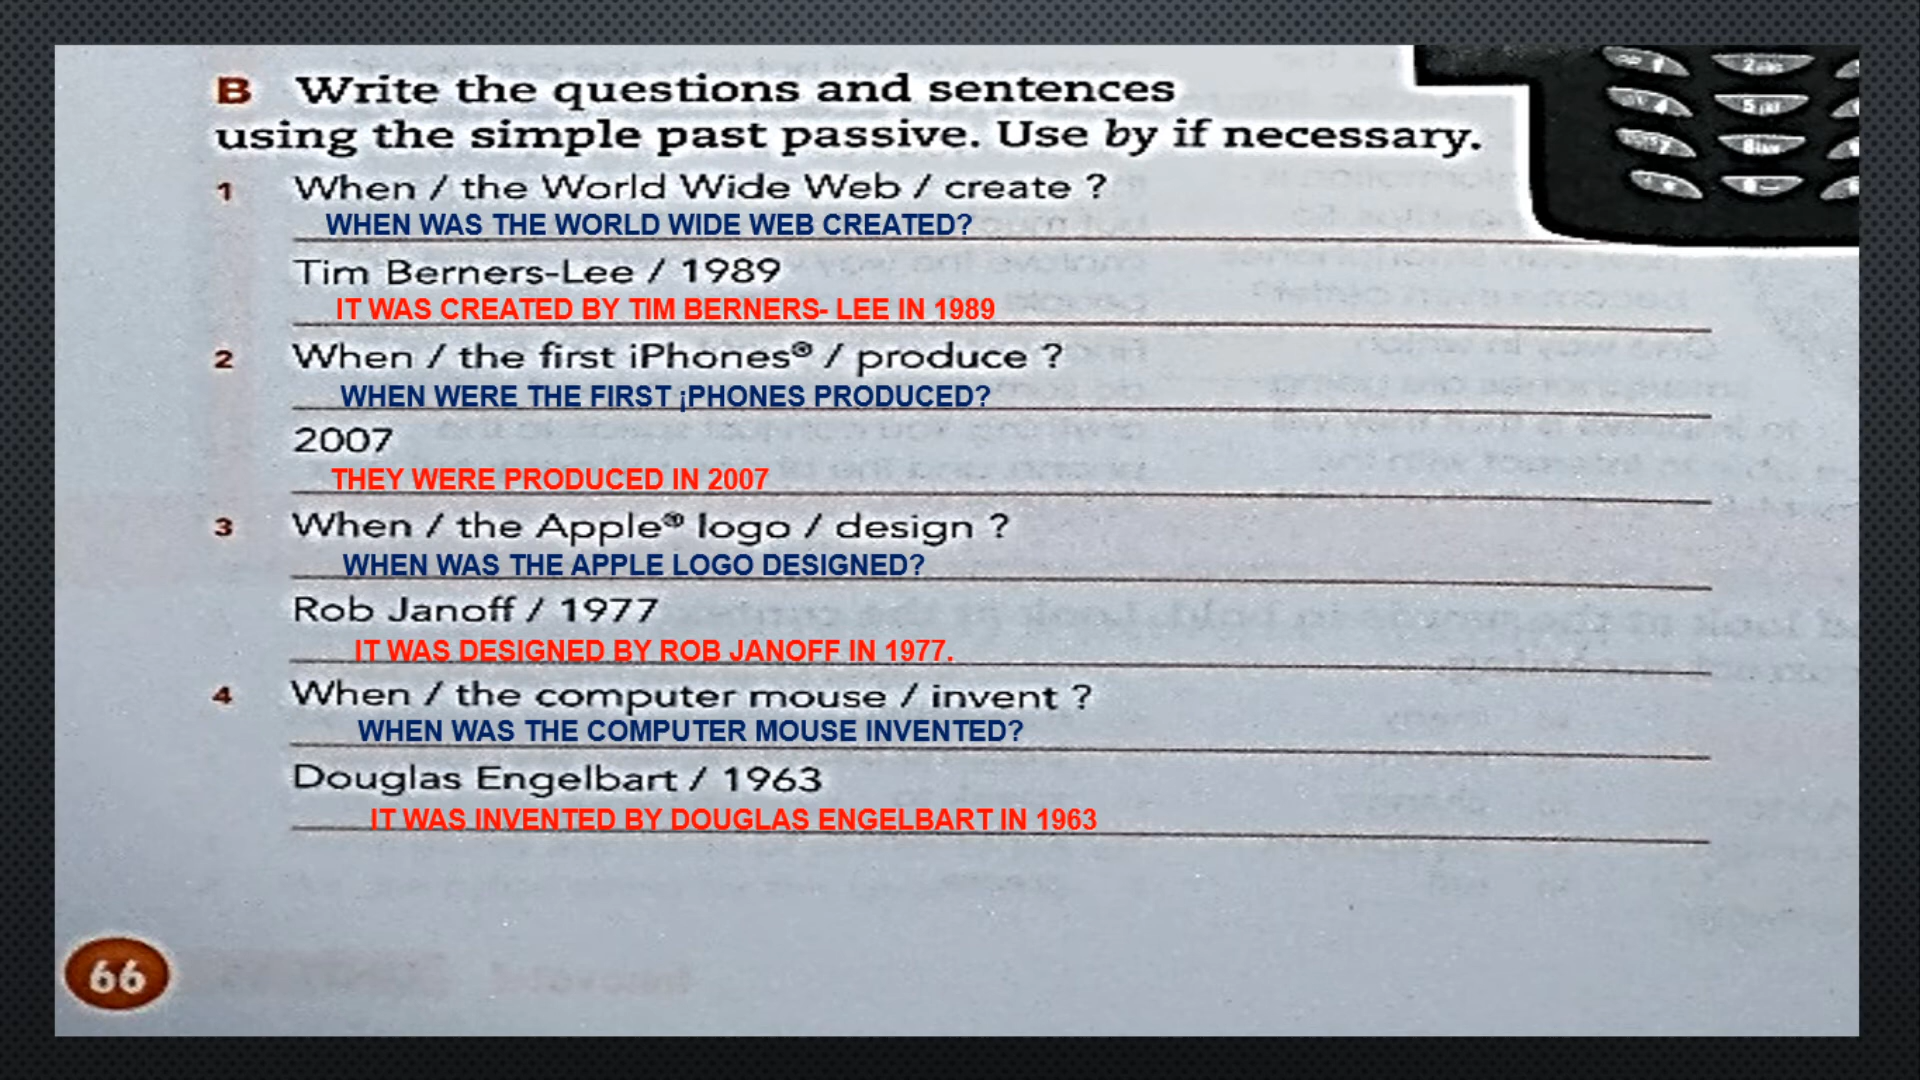 B Write the questions and sentences
using the simple past passive. Use by if necessary.
1 When / the World Wide Web / create ?
WHEN WAS THE WORLD WIDE WEB CREATED?
Tim Berners-Lee / 1989
IT WAS CREATED BY TIM BERNERS- LEE IN 1989
2 When / the first iPhones® / produce ?
WHEN WERE THE FIRST ¡PHONES PRODUCED?
2007
THEY WERE PRODUCED IN 2007
3 When / the Apple® logo / design ?
WHEN WAS THE APPLE LOGO DESIGNED?
Rob Janoff / 1977
IT WAS DESIGNED BY ROB JANOFF IN 1977.
4 When / the computer mouse / invent ?
WHEN WAS THE COMPUTER MOUSE INVENTED?
Douglas Engelbart / 1963
IT WAS INVENTED BY DOUGLAS ENGELBART IN 1963
66